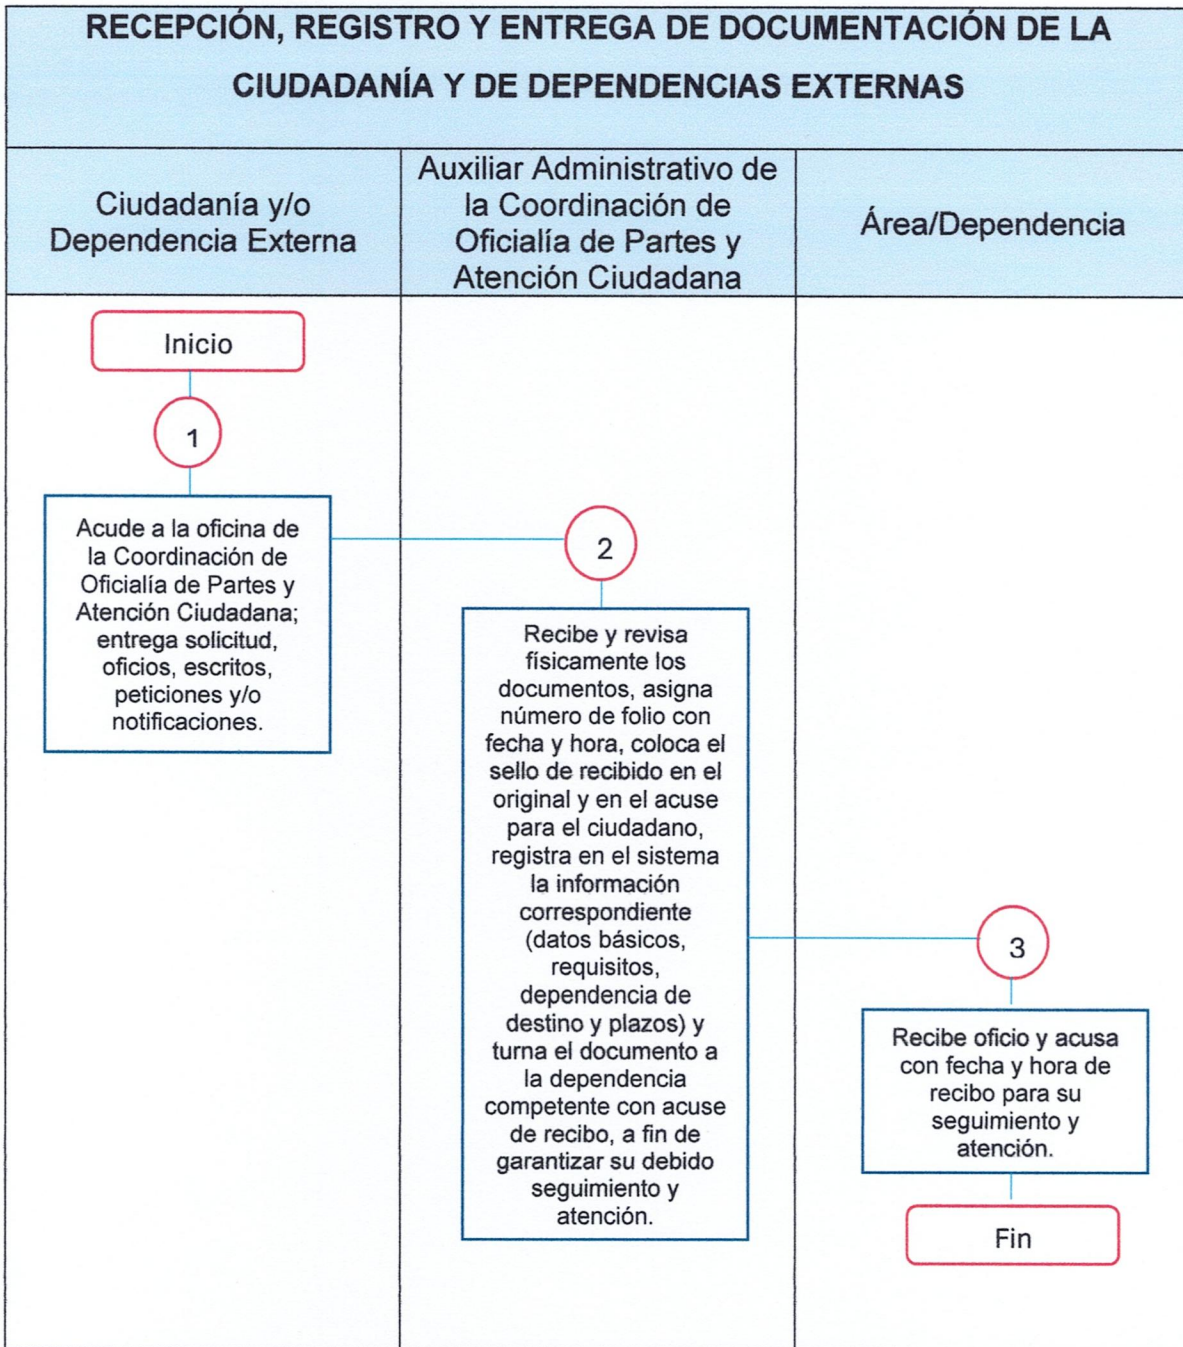 RECEPCIÓN, REGISTRO Y ENTREGA DE DOCUMENTACIÓN DE LA
CIUDADANÍA Y DE DEPENDENCIAS EXTERNAS
Ciudadanía y/o
Dependencia Externa
Auxiliar Administrativo de
la Coordinación de
Oficialía de Partes y
Atención Ciudadana
Área/Dependencia
Inicio
1
Acude a la oficina de
la Coordinación de
Oficialía de Partes y
Atención Ciudadana;
entrega solicitud,
oficios, escritos,
peticiones y/o
notificaciones.
2
Recibe y revisa
físicamente los
documentos, asigna
número de folio con
fecha y hora, coloca el
sello de recibido en el
original y en el acuse
para el ciudadano,
registra en el sistema
la información
correspondiente
(datos básicos,
requisitos,
dependencia de
destino y plazos) y
turna el documento a
la dependencia
competente con acuse
de recibo, a fin de
garantizar su debido
seguimiento y
atención.
3
Recibe oficio y acusa
con fecha y hora de
recibo para su
seguimiento y
atención.
Fin